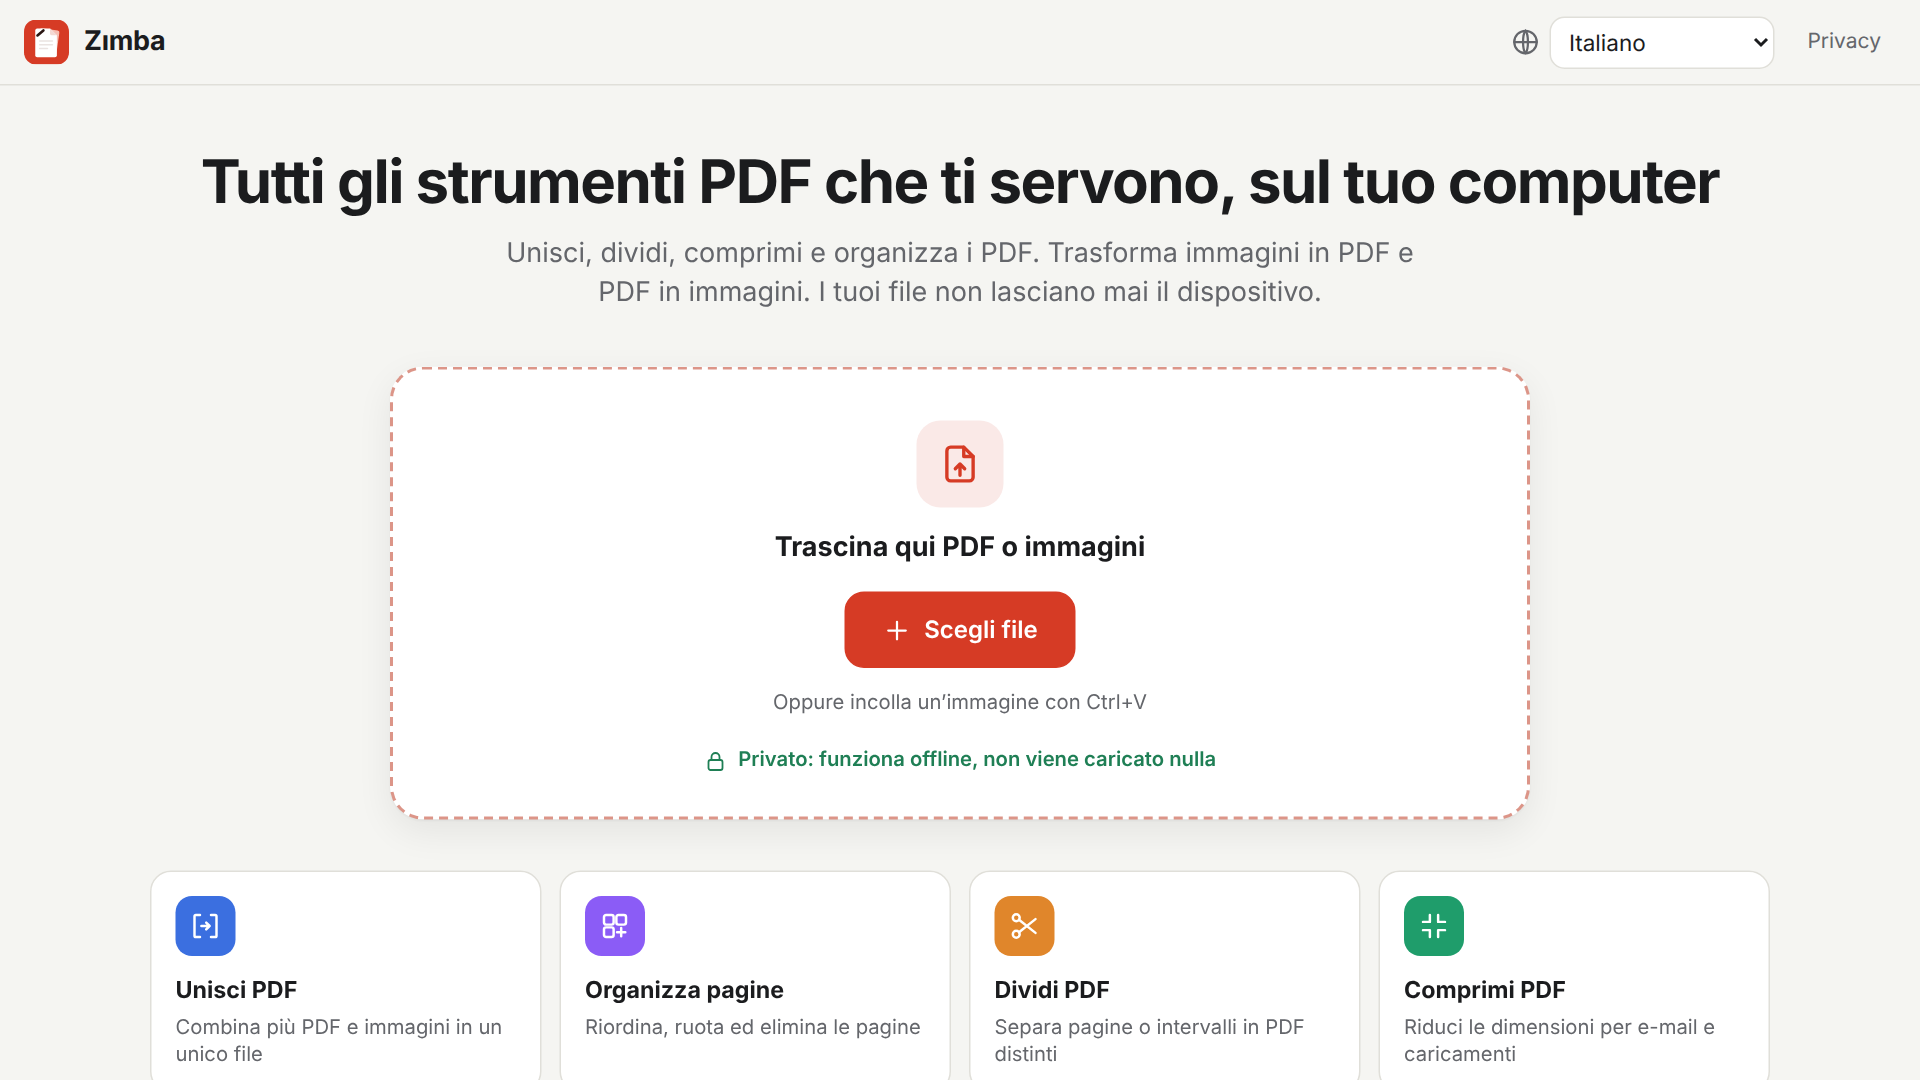 Zımba
Italiano
Privacy
Tutti gli strumenti PDF che ti servono, sul tuo computer
Unisci, dividi, comprimi e organizza i PDF. Trasforma immagini in PDF e
PDF in immagini. I tuoi file non lasciano mai il dispositivo.
Trascina qui PDF o immagini
Scegli file
Oppure incolla un’immagine con Ctrl+V
Privato: funziona offline, non viene caricato nulla
Unisci PDF
Combina più PDF e immagini in un
unico file
Organizza pagine
Riordina, ruota ed elimina le pagine
Dividi PDF
Separa pagine o intervalli in PDF
distinti
Comprimi PDF
Riduci le dimensioni per e-mail e
caricamenti